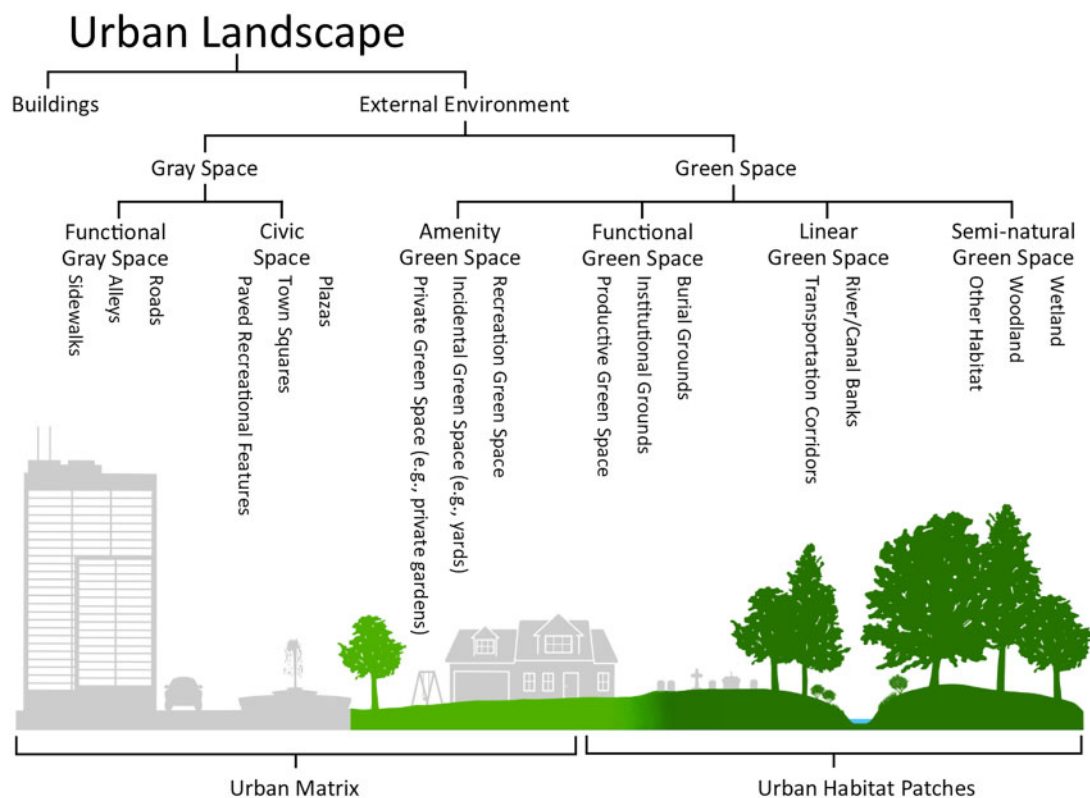 Urban Landscape
Buildings
External Environment
Gray Space
Green Space
Functional
Gray Space
Civic
Space
Amenity
Green Space
Functional
Green Space
Linear
Green Space
Semi-natural
Green Space
Sidewalks
Alleys
Roads
Paved Recreational Features
Town Squares
Plazas
Private Green Space (e.g., private gardens)
Incidental Green Space (e.g., yards)
Recreation Green Space
Productive Green Space
Institutional Grounds
Burial Grounds
Transportation Corridors
River/Canal Banks
Other Habitat
Woodland
Wetland
Urban Matrix
Urban Habitat Patches